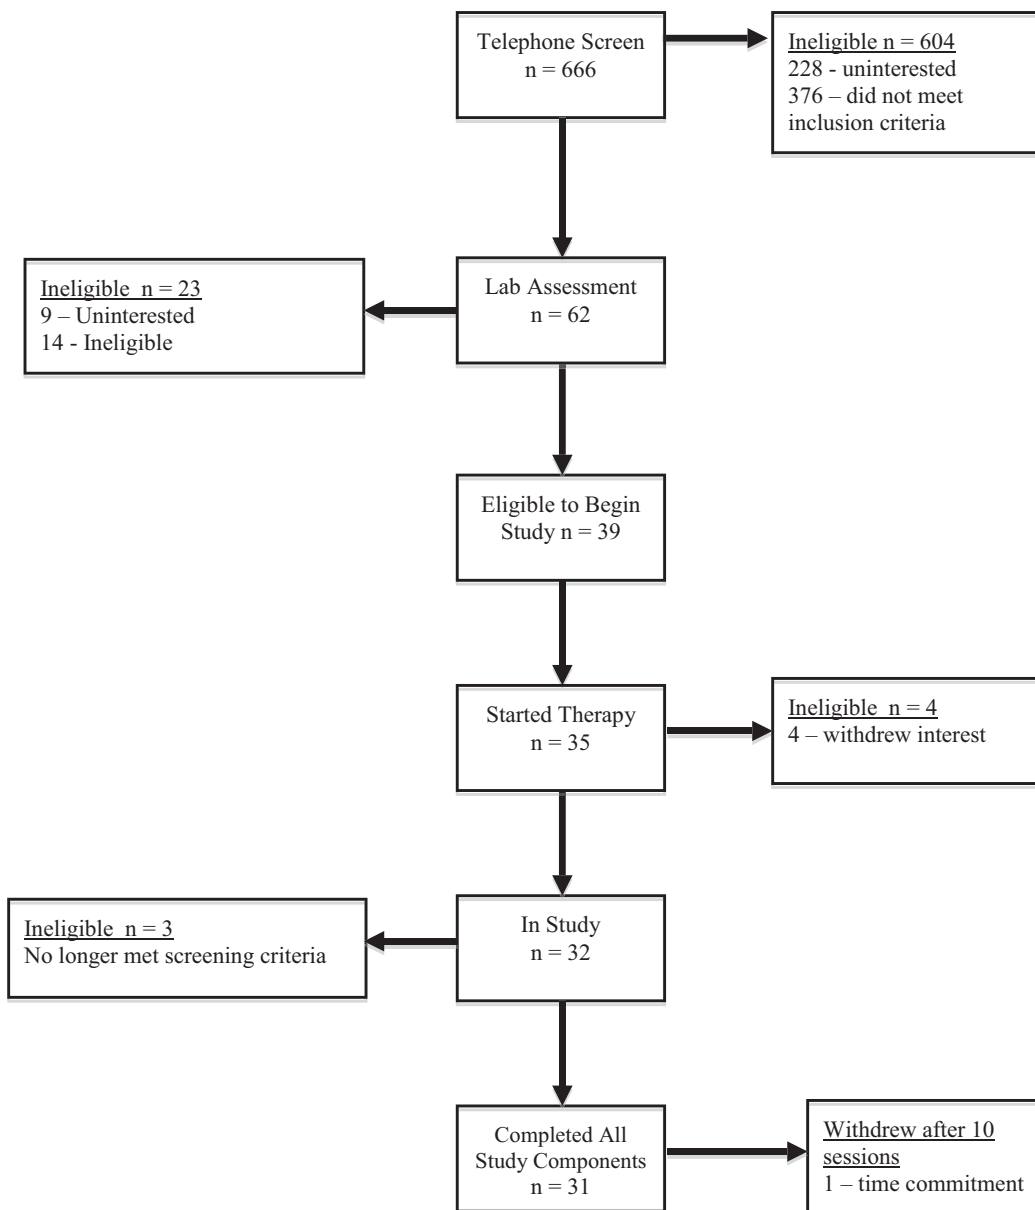 Telephone Screen
n = 666
Ineligible n = 604
228 - uninterested
376 – did not meet
inclusion criteria
Lab Assessment
n = 62
Ineligible  n = 23
9 – Uninterested
14 - Ineligible
Eligible to Begin
Study n = 39
Started Therapy
n = 35
Ineligible  n = 4
4 – withdrew interest
In Study
n = 32
Ineligible  n = 3
No longer met screening criteria
Completed All
Study Components
n = 31
Withdrew after 10
sessions
1 – time commitment